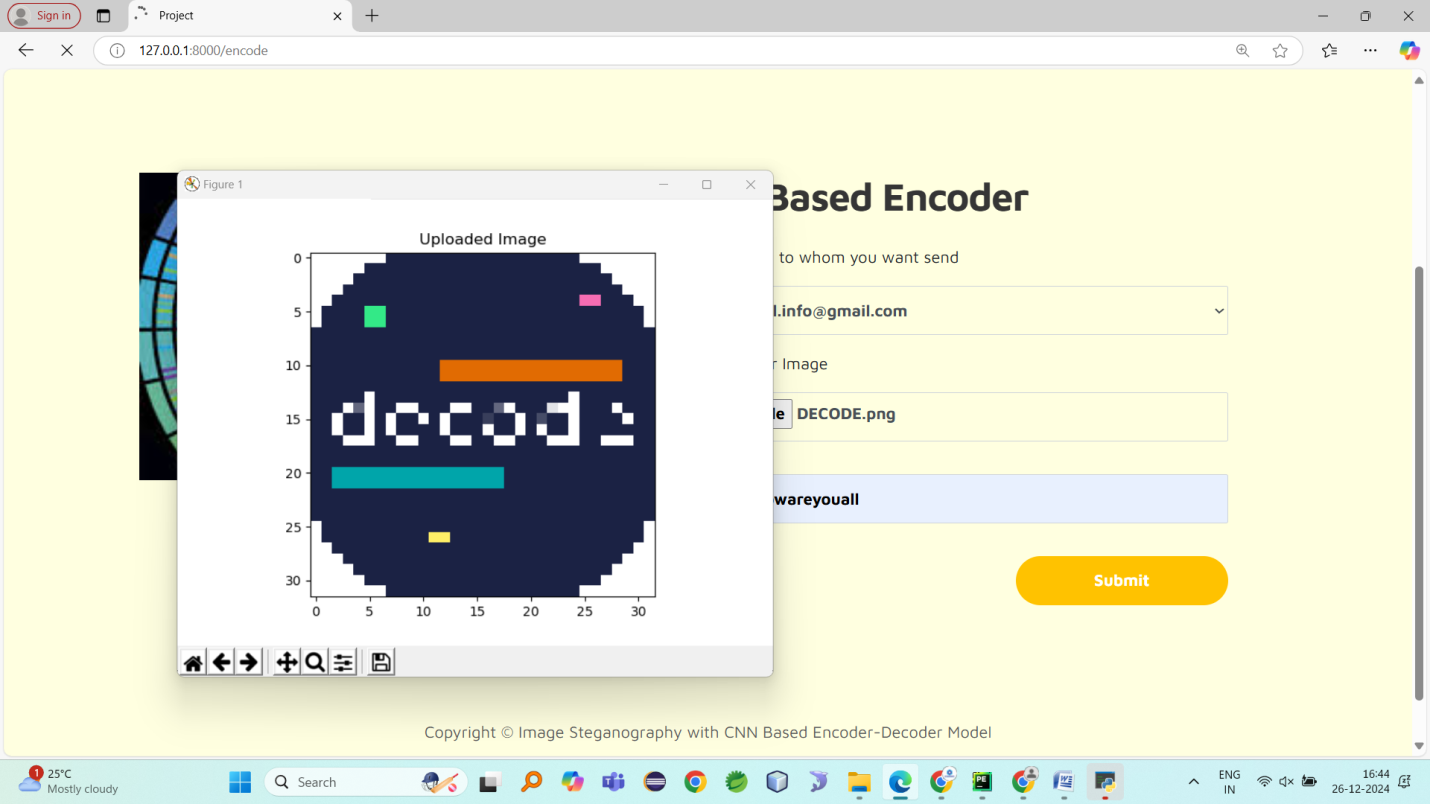 Sign in
Project
127.0.0.1:8000/encode
Figure 1
Based Encoder
Uploaded Image
to whom you want send
l.info@gmail.com
Image
DECODE.png
wareyouall
Submit
0
5
10
15
20
25
30
0 5 10 15 20 25 30
Copyright © Image Steganography with CNN Based Encoder-Decoder Model
1
25°C
Mostly cloudy
Search
ENG
IN
16:44
26-12-2024